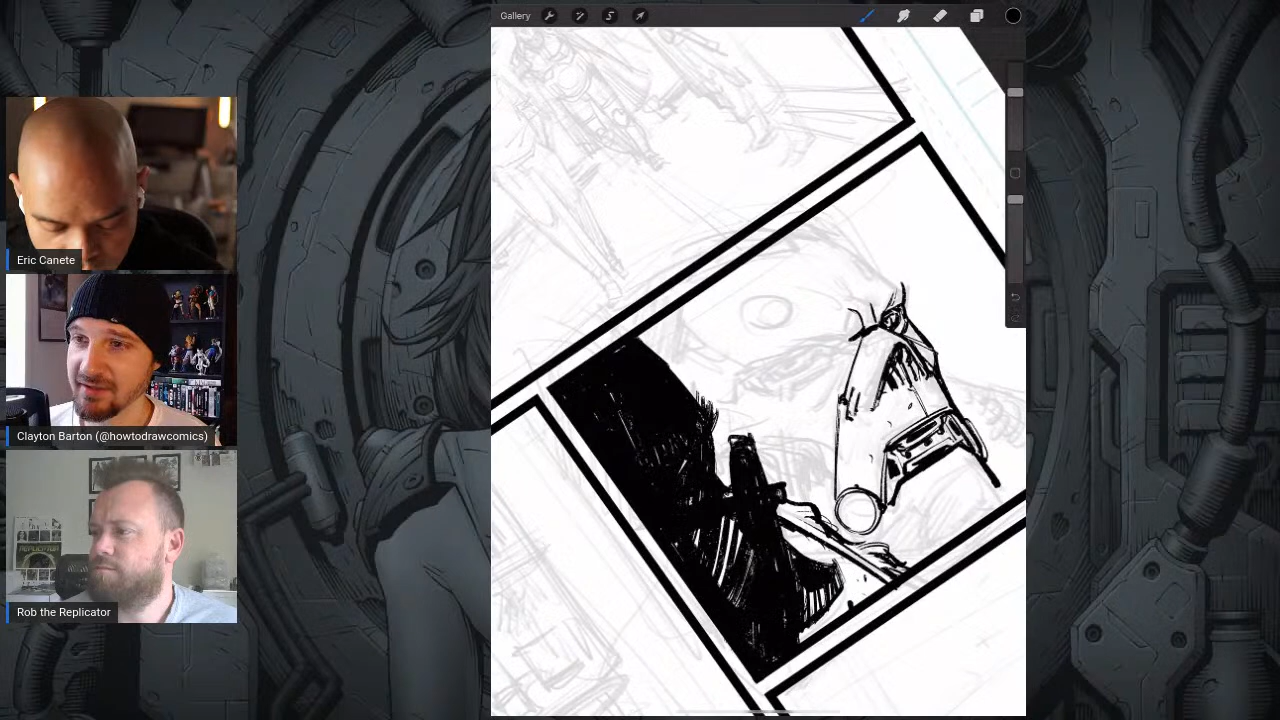 Gallery
Eric Canete
Clayton Barton (@howtodrawcomics)
Rob the Replicator